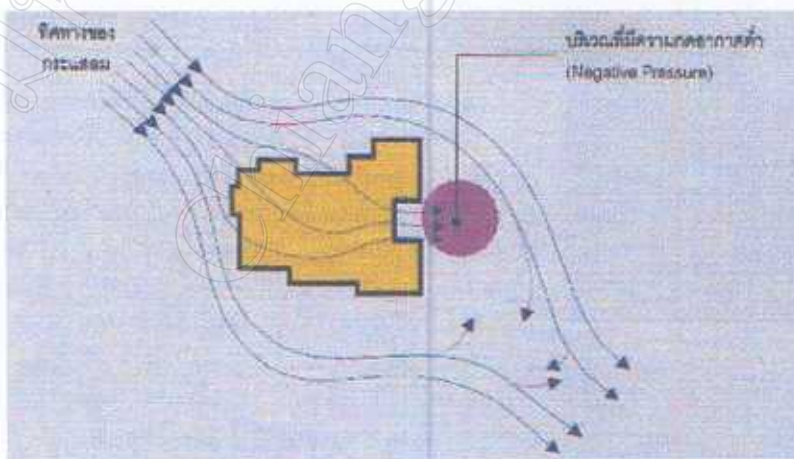 ทิศทางของ
กระแสลม
บริเวณที่มีความกดอากาศต่ำ
(Negative Pressure)